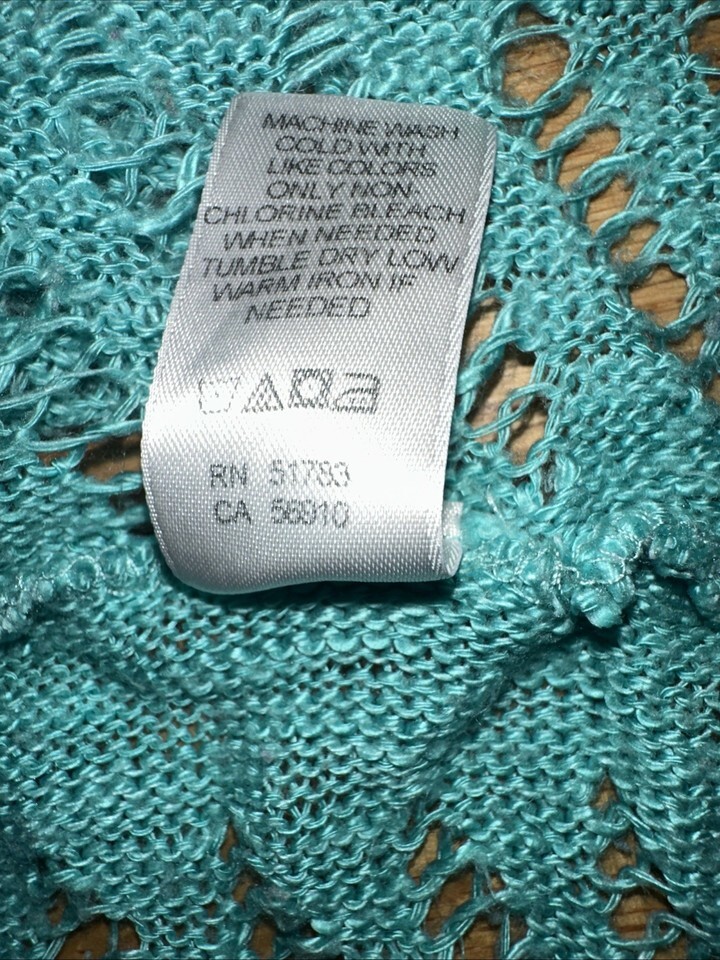 MACHINE WASH
COLD WITH
LIKE COLORS
ONLY NON-
CHLORINE BLEACH
WHEN NEEDED
TUMBLE DRY LOW
WARM IRON IF
NEEDED
RN 51783
CA 56910